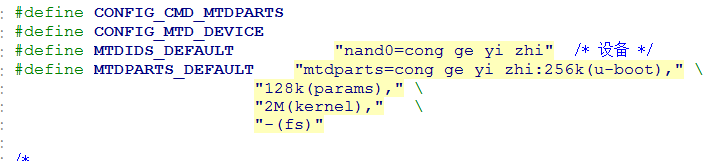 #define CONFIG_CMD_MTDPARTS
#define CONFIG_MTD_DEVICE
#define MTDIDS_DEFAULT "nand0=cong ge yi zhi" /* 设备 */
#define MTDPARTS_DEFAULT "mtdparts=cong ge yi zhi:256k(u-boot)," \
"128k(params)," \
"2M(kernel)," \
"-(fs)"
/*